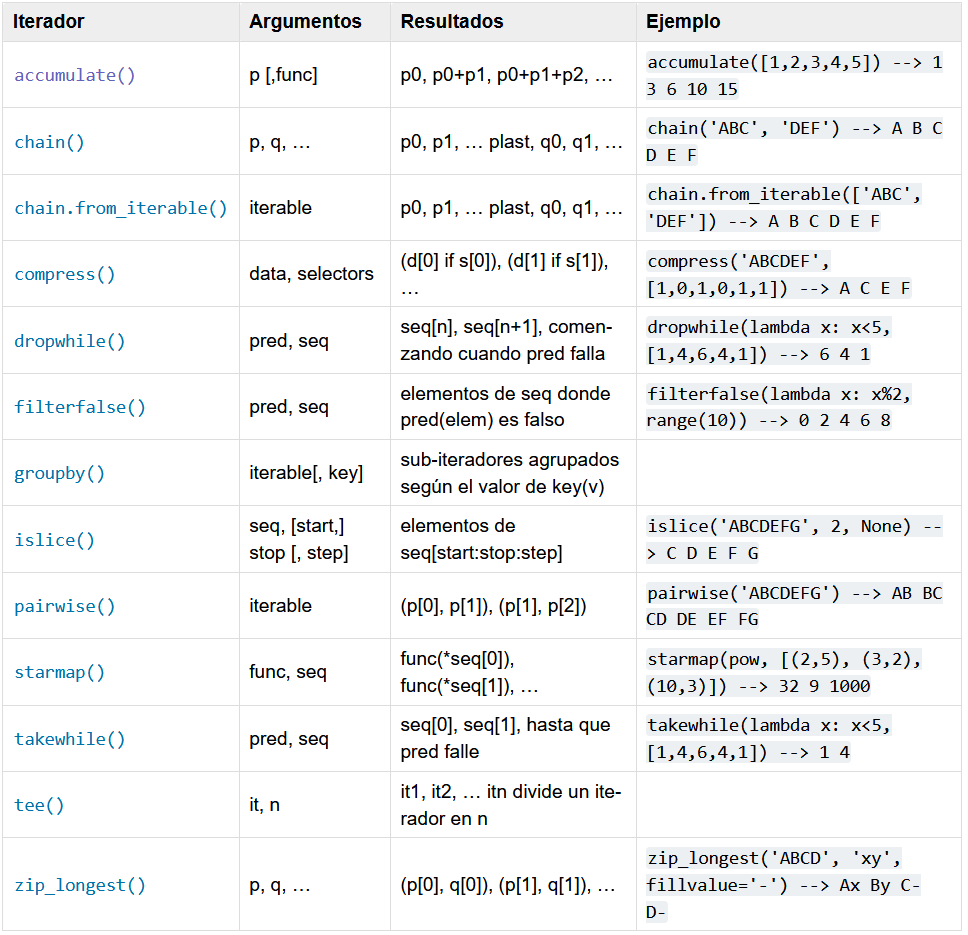 Iterador Argumentos Resultados Ejemplo
accumulate() p [,func] p0, p0+p1, p0+p1+p2, … accumulate([1,2,3,4,5]) --> 1
3 6 10 15
chain() p, q, … p0, p1, … plast, q0, q1, … chain('ABC', 'DEF') --> A B C
D E F
chain.from_iterable() iterable p0, p1, … plast, q0, q1, … chain.from_iterable(['ABC',
'DEF']) --> A B C D E F
compress() data, selectors (d[0] if s[0]), (d[1] if s[1]),
…
compress('ABCDEF',
[1,0,1,0,1,1]) --> A C E F
dropwhile() pred, seq seq[n], seq[n+1], comen-
zando cuando pred falla
dropwhile(lambda x: x<5,
[1,4,6,4,1]) --> 6 4 1
filterfalse() pred, seq elementos de seq donde
pred(elem) es falso
filterfalse(lambda x: x%2,
range(10)) --> 0 2 4 6 8
groupby() iterable[, key] sub-iteradores agrupados
según el valor de key(v)
islice() seq, [start,]
stop [, step]
elementos de
seq[start:stop:step]
islice('ABCDEFG', 2, None) --
> C D E F G
pairwise() iterable (p[0], p[1]), (p[1], p[2]) pairwise('ABCDEFG') --> AB BC
CD DE EF FG
starmap() func, seq func(*seq[0]),
func(*seq[1]), …
starmap(pow, [(2,5), (3,2),
(10,3)]) --> 32 9 1000
takewhile() pred, seq seq[0], seq[1], hasta que
pred falle
takewhile(lambda x: x<5,
[1,4,6,4,1]) --> 1 4
tee() it, n it1, it2, … itn divide un ite-
rador en n
zip_longest() p, q, … (p[0], q[0]), (p[1], q[1]), … zip_longest('ABCD', 'xy',
fillvalue='-') --> Ax By C-
D-